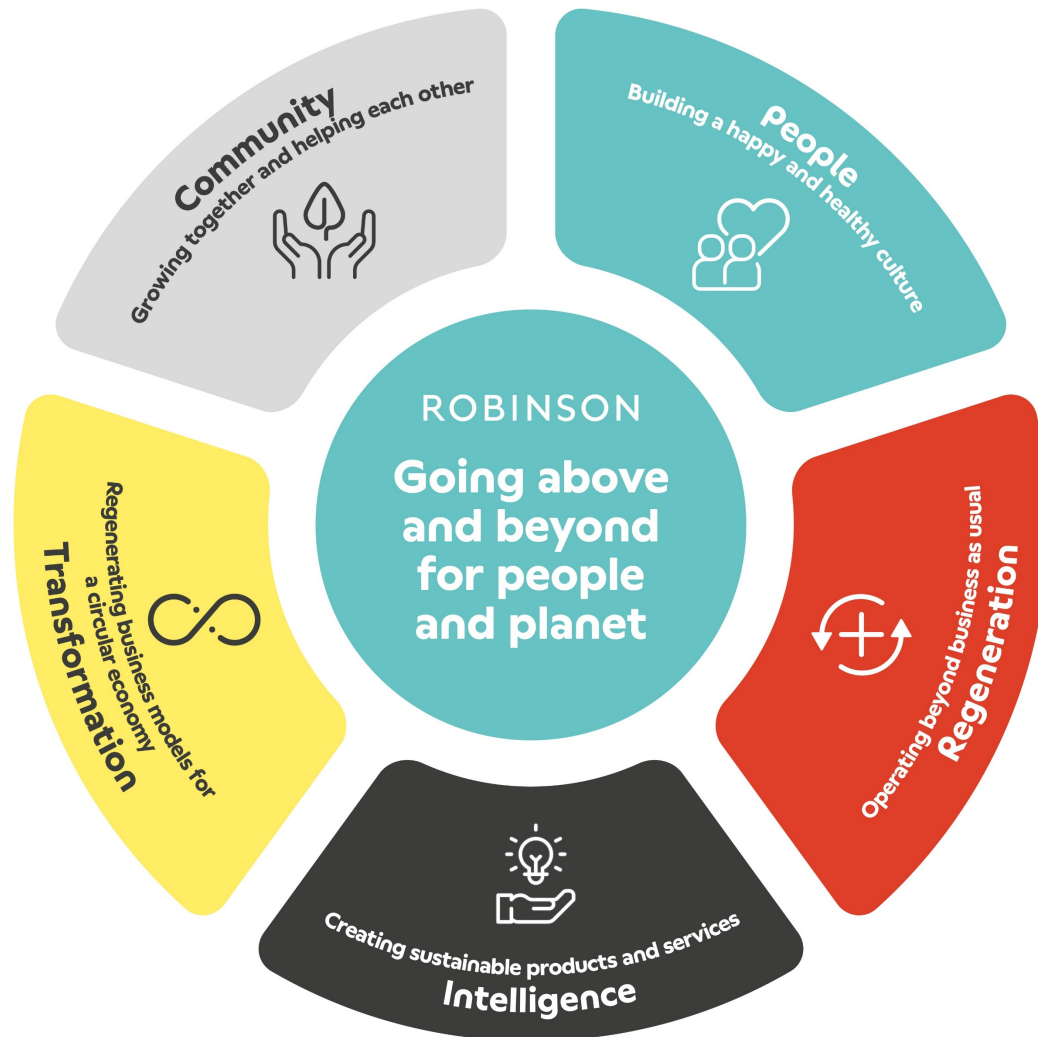 ROBINSON
Going above
and beyond
for people
and planet
People
Building a happy and healthy culture
Operating beyond business as usual
Regeneration
Creating sustainable products and services
Intelligence
Regenerating business models for
a circular economy
Transformation
Community
Growing together and helping each other